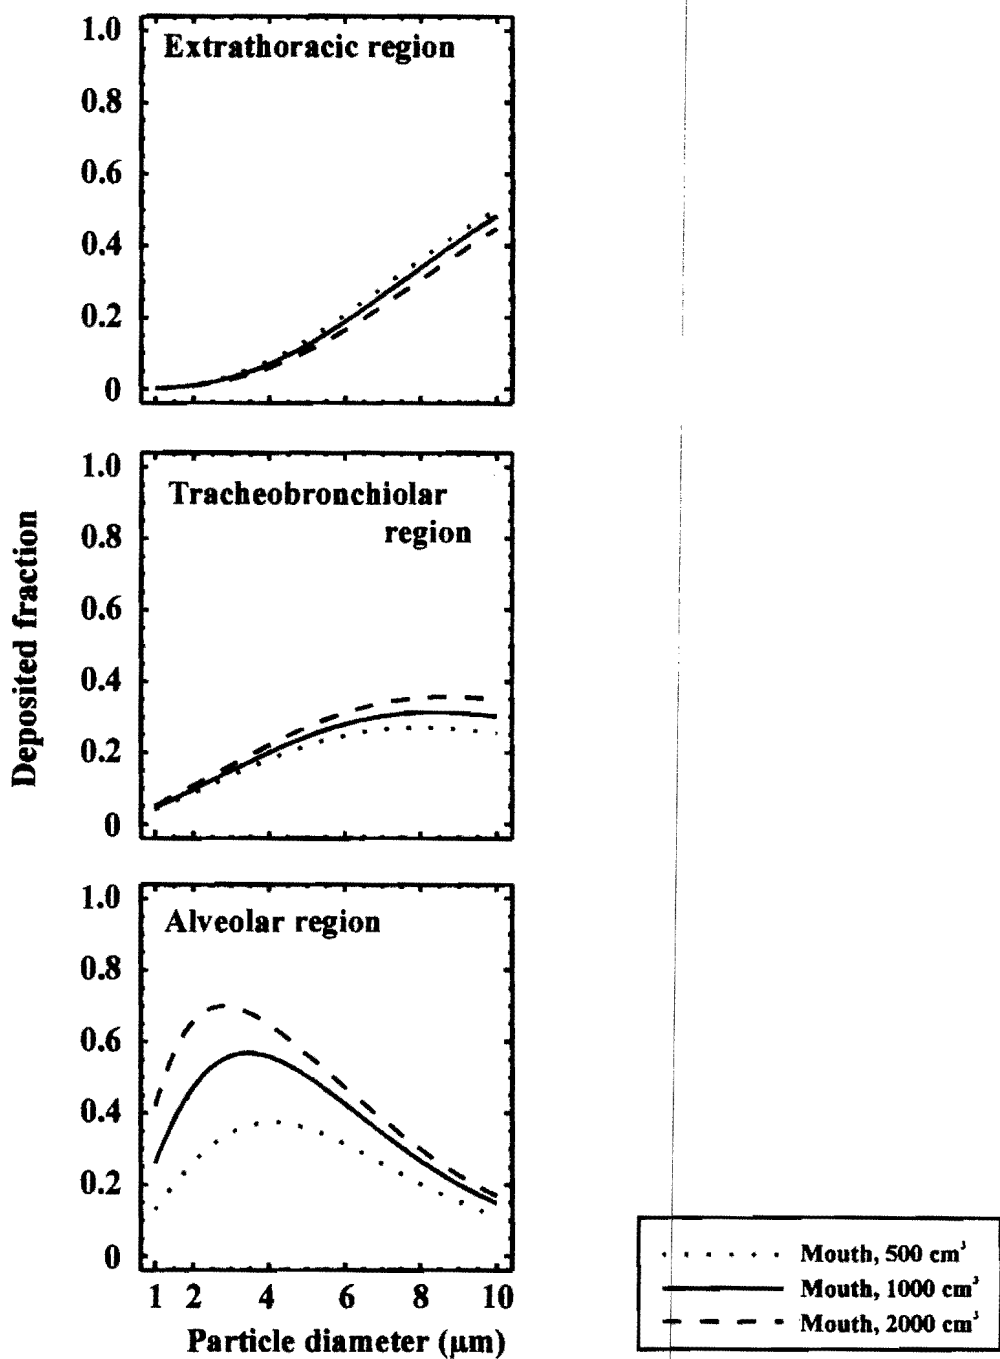 Extrathoracic region
1.0
0.8
0.6
0.4
0.2
0
Tracheobronchiolar
region
1.0
0.8
0.6
0.4
0.2
0
Deposited fraction
Alveolar region
1.0
0.8
0.6
0.4
0.2
0
1 2 4 6 8 10
Particle diameter (μm)
Mouth, 500 cm³
Mouth, 1000 cm³
Mouth, 2000 cm³